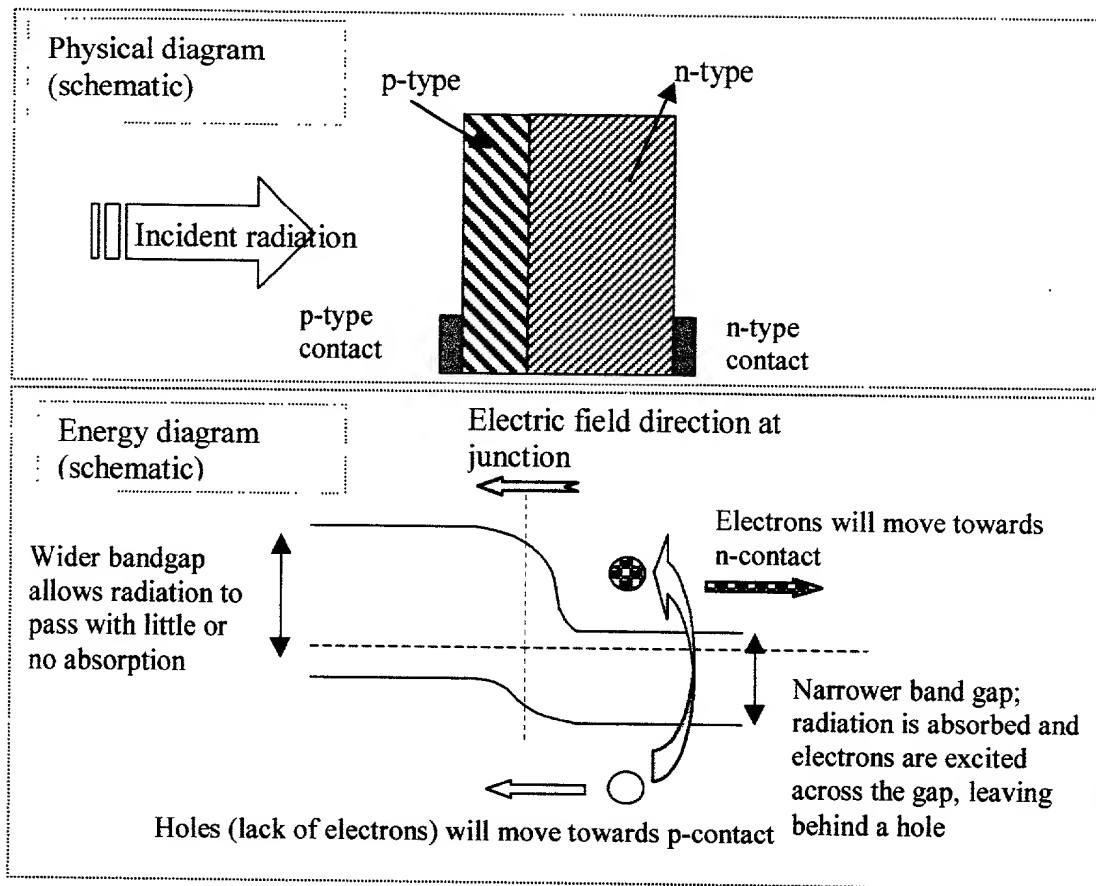 Physical diagram
(schematic)
p-type
n-type
Incident radiation
p-type
contact
n-type
contact
Energy diagram
(schematic)
Electric field direction at
junction
Wider bandgap
allows radiation to
pass with little or
no absorption
Electrons will move towards
n-contact
Narrower band gap;
radiation is absorbed and
electrons are excited
across the gap, leaving
behind a hole
Holes (lack of electrons) will move towards p-contact